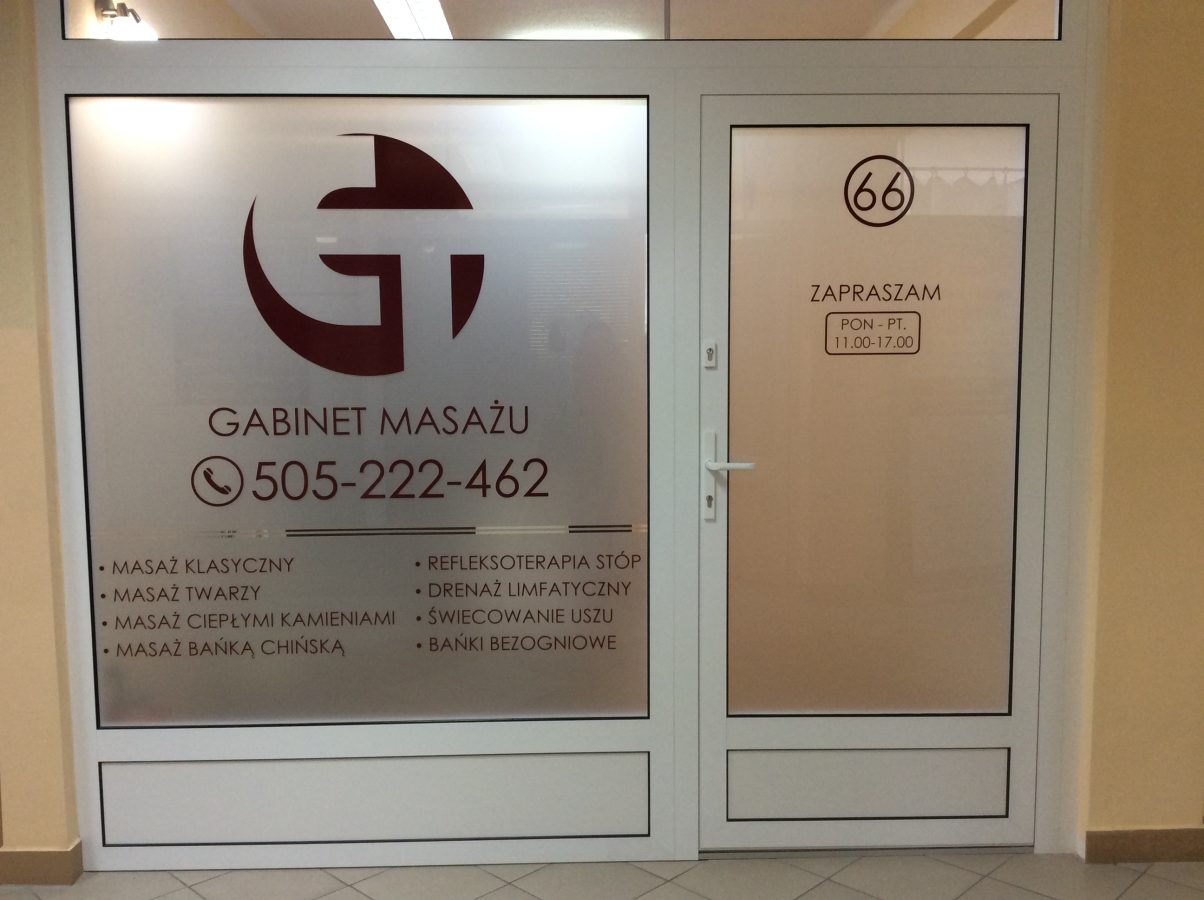 GT
GABINET MASAŻU
505-222-462
• MASAŻ KLASYCZNY
• MASAŻ TWARZY
• MASAŻ CIEPŁYMI KAMIENIAMI
• MASAŻ BAŃKĄ CHIŃSKĄ
• REFLEKSOTERAPIA STÓP
• DRENAŻ LIMFATYCZNY
• ŚWIECOWANIE USZU
• BAŃKI BEZOGNIOWE
66
ZAPRASZAM
PON - PT.
11.00-17.00